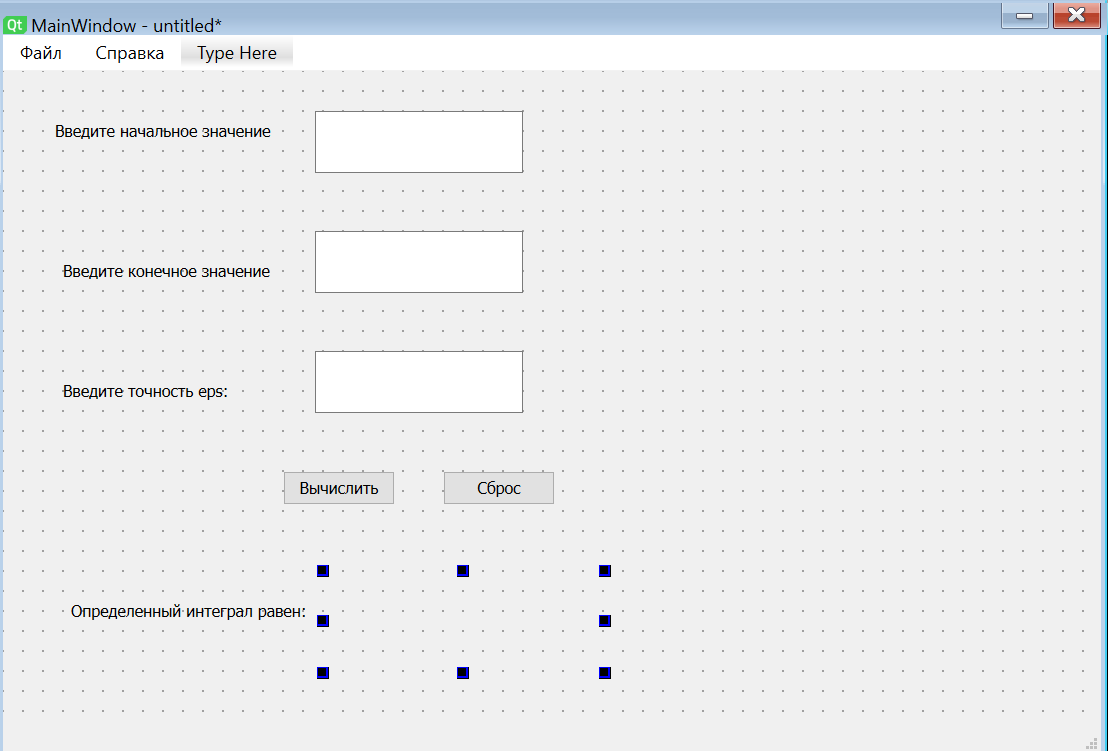 Qt MainWindow - untitled*
Файл Справка Type Here
Введите начальное значение
Введите конечное значение
Введите точность eps:
Вычислить Сброс
Определенный интеграл равен: